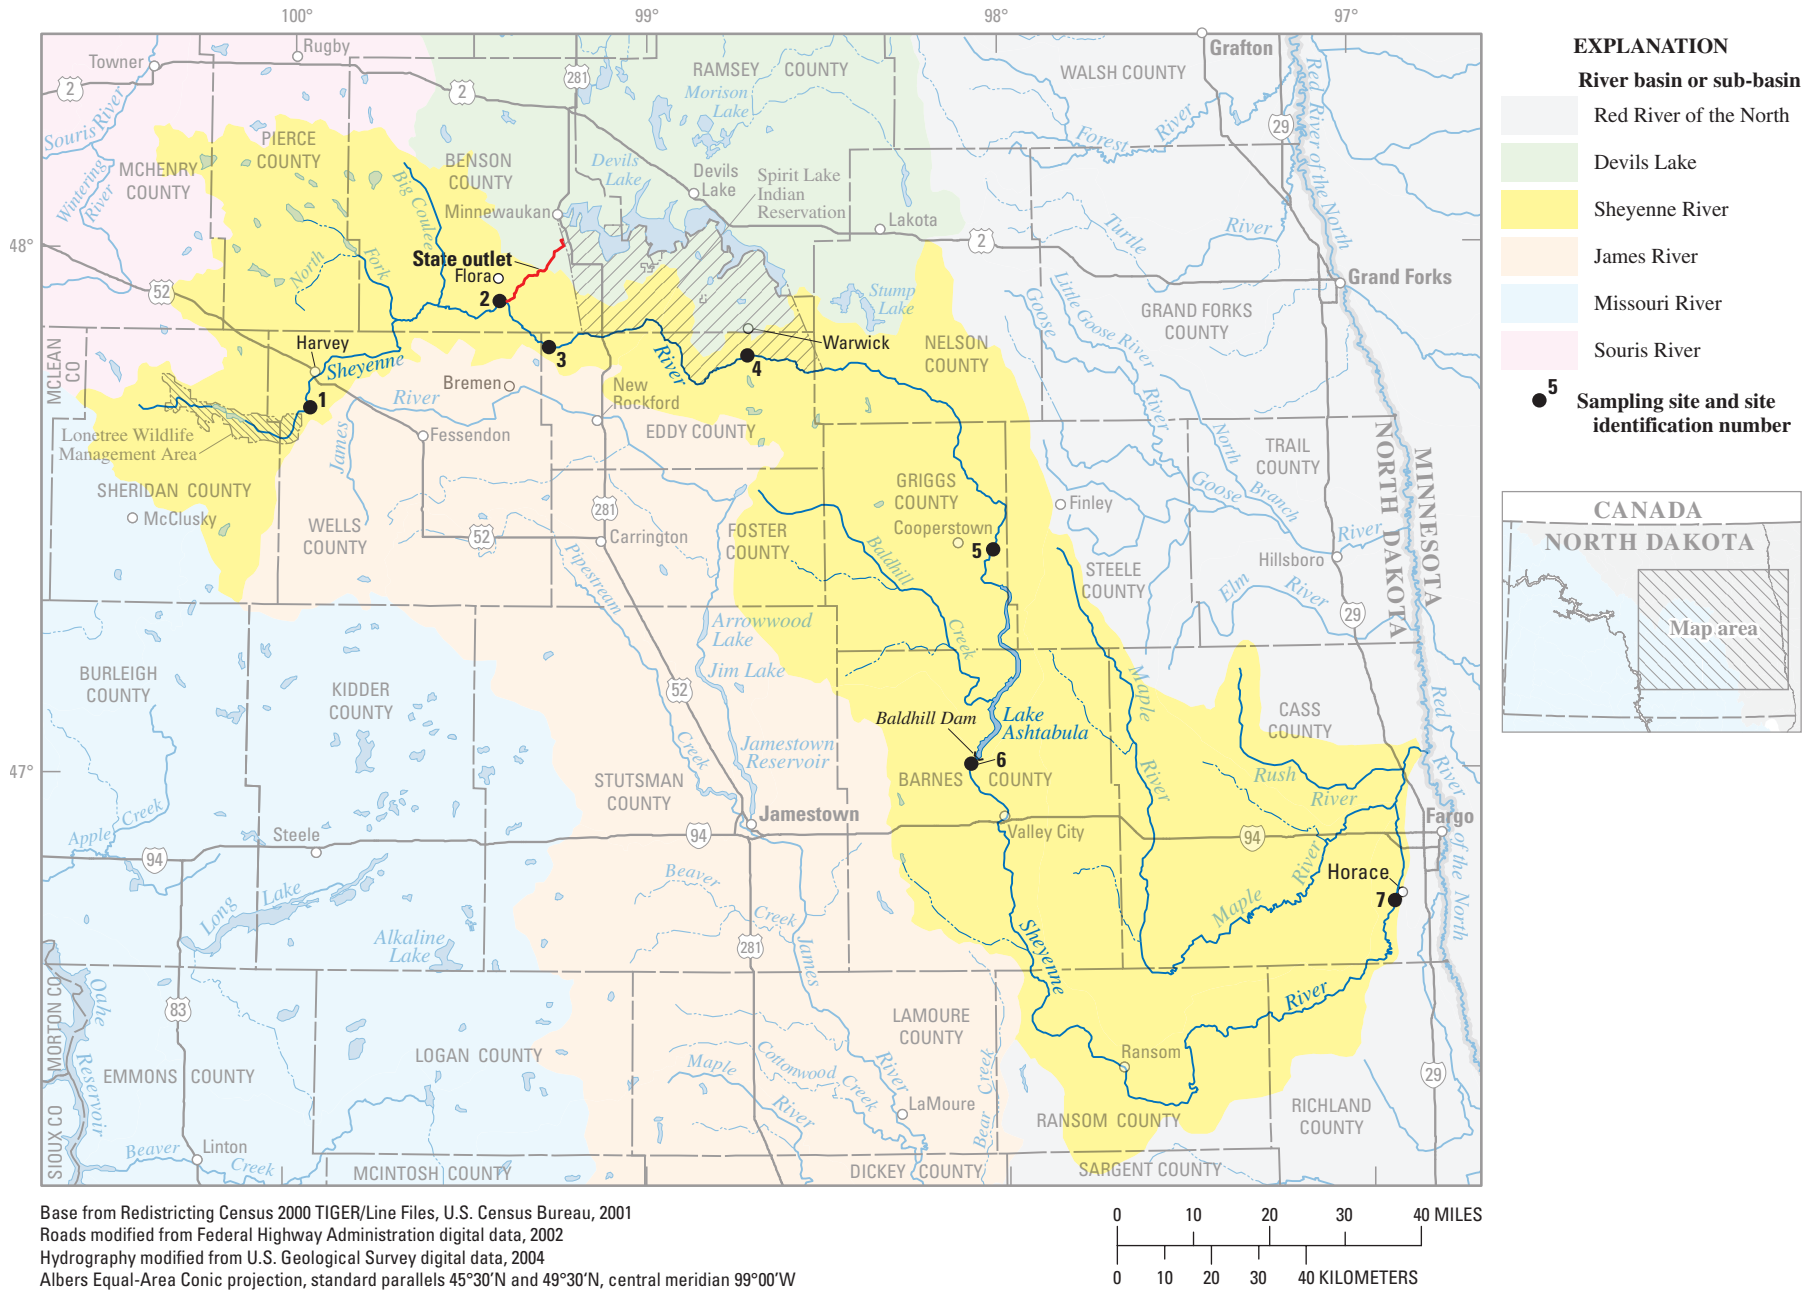 100°
99°
98°
97°
48°
47°
Towner
Rugby
2
2
281
RAMSEY COUNTY
Morison
Lake
WALSH COUNTY
Grafton
29
Red River of the North
Souris River
Wintering
River
MCHENRY
COUNTY
PIERCE
COUNTY
BENSON
COUNTY
Big Coulee
Minnewaukan
Devils
Lake
Devils
Lake
Spirit Lake
Indian
Reservation
Lakota
2
Forest River
Turtle River
North Fork
State outlet
Flora
2
52
Stump
Lake
Grand Forks
Goose
River
Little Goose River
GRAND FORKS
COUNTY
NELSON
COUNTY
MCLEAN
CO
Harvey
Sheyenne
3
River
4
Warwick
1
Bremen
New
Rockford
River
James
Lonetree Wildlife
Management Area
Fessendon
EDDY COUNTY
SHERIDAN COUNTY
McClusky
WELLS
COUNTY
52
281
Carrington
FOSTER
COUNTY
GRIGGS
COUNTY
Cooperstown
5
Finley
North
Branch
Goose
River
TRAIL
COUNTY
NORTH DAKOTA
MINNESOTA
Pipestream
Creek
Baldhill
Creek
STEELE
COUNTY
Hillsboro
Elm River
29
Arrowwood
Lake
Jim Lake
BURLEIGH
COUNTY
KIDDER
COUNTY
52
Maple
River
Baldhill Dam
Lake
Ashtabula
CASS
COUNTY
Red River of the North
Jamestown
Reservoir
6
BARNES COUNTY
Rush
River
STUTSMAN
COUNTY
Apple Creek
Steele
94
94
Jamestown
Valley City
94
Fargo
Long Lake
Beaver
Creek
Maple River
Horace
7
Alkaline
Lake
281
James
River
Sheyenne
River
MORTON CO
Oahe
Reservoir
83
LAMOURE
COUNTY
LOGAN COUNTY
EMMONS COUNTY
Maple
River
Cottonwood
Creek
Bear Creek
Ransom
29
SIOUX CO
LaMoure
RANSOM COUNTY
RICHLAND
COUNTY
Beaver
Creek
Linton
MCINTOSH COUNTY
DICKEY COUNTY
SARGENT COUNTY
EXPLANATION
River basin or sub-basin
Red River of the North
Devils Lake
Sheyenne River
James River
Missouri River
Souris River
5
Sampling site and site
identification number
CANADA
NORTH DAKOTA
Map area
Base from Redistricting Census 2000 TIGER/Line Files, U.S. Census Bureau, 2001
Roads modified from Federal Highway Administration digital data, 2002
Hydrography modified from U.S. Geological Survey digital data, 2004
Albers Equal-Area Conic projection, standard parallels 45°30'N and 49°30'N, central meridian 99°00'W
0 10 20 30 40 MILES
0 10 20 30 40 KILOMETERS